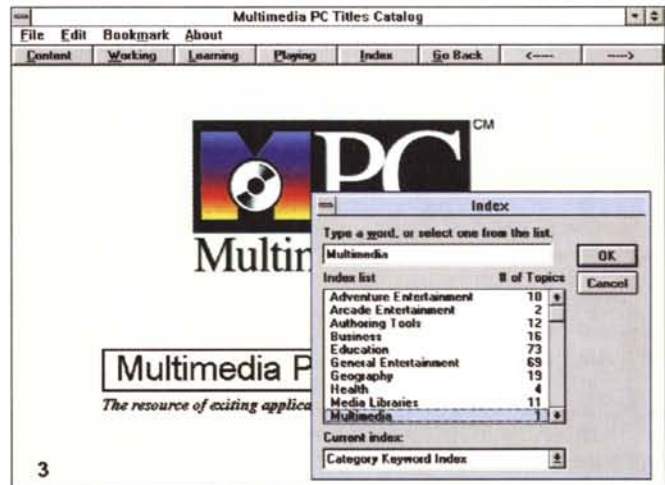 Multimedia PC Titles Catalog
File Edit Bookmark About
Content Working Learning Playing Index Go Back <---- ---->
MPC CM
Multim
Index
Type a word, or select one from the list.
Multimedia
OK
Cancel
Index list # of Topics
Adventure Entertainment 10
Arcade Entertainment 2
Authoring Tools 12
Business 16
Education 73
General Entertainment 69
Geography 19
Health 4
Media Libraries 11
Multimedia 1
Current index:
Category Keyword Index
Multimedia P
The resource of exiting applica
3